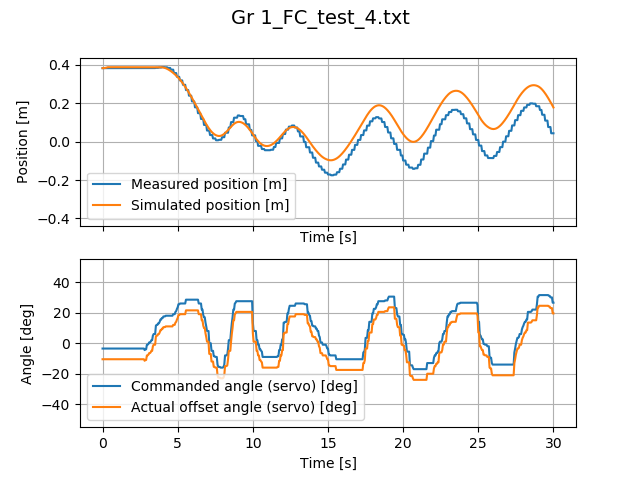 Gr 1_FC_test_4.txt
0.4
0.2
0.0
−0.2
−0.4
Position [m]
Measured position [m]
Simulated position [m]
Time [s]
40
20
0
−20
−40
Angle [deg]
Commanded angle (servo) [deg]
Actual offset angle (servo) [deg]
0 5 10 15 20 25 30
Time [s]